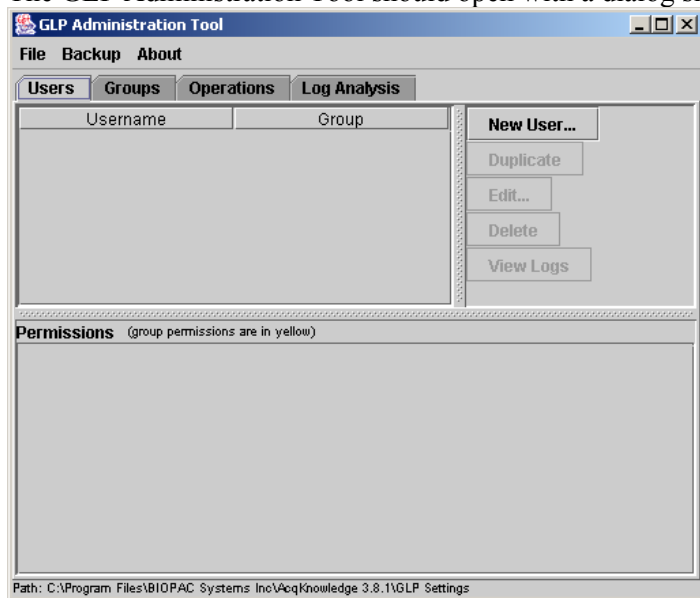 The GLP Administration Tool should open with a dialog
GLP Administration Tool
File Backup About
Users Groups Operations Log Analysis
Username Group
New User...
Duplicate
Edit...
Delete
View Logs
Permissions (group permissions are in yellow)
Path: C:\Program Files\BIOPAC Systems Inc\AcqKnowledge 3.8.1\GLP Settings